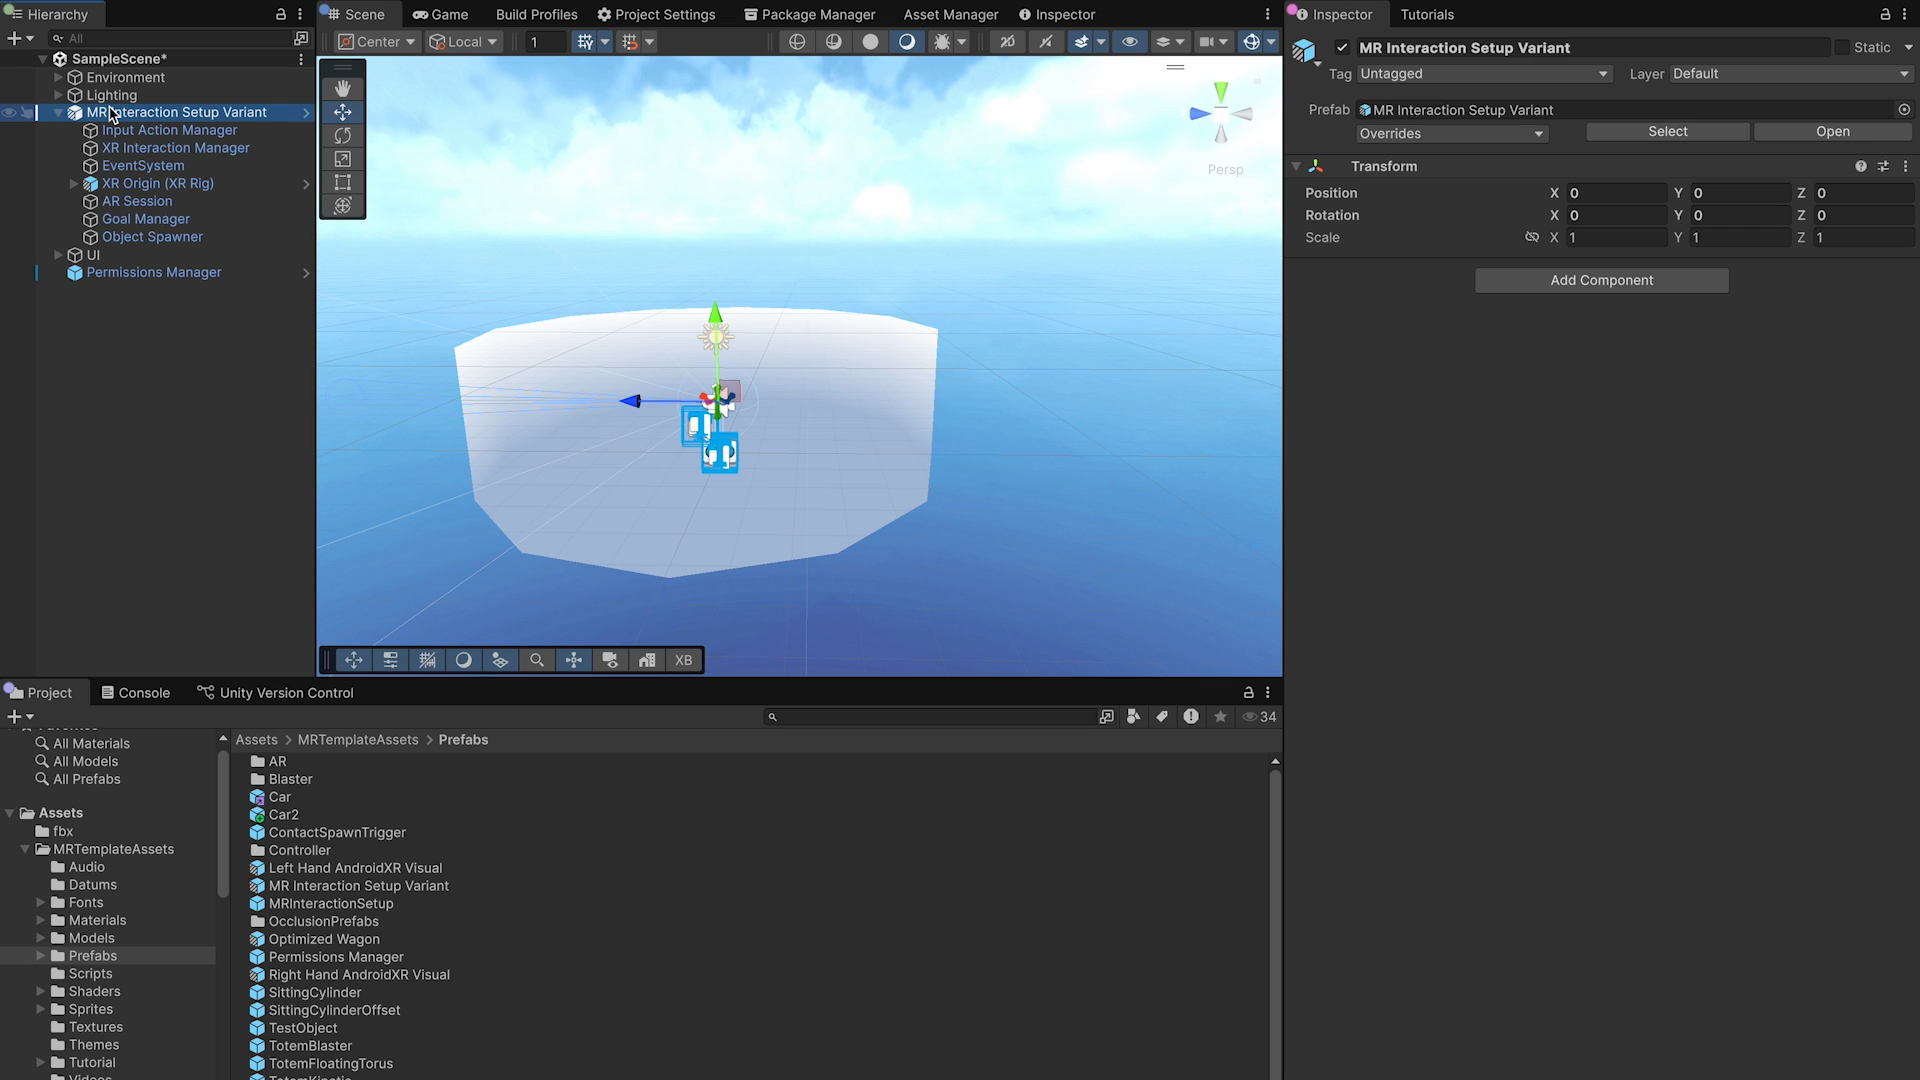 Hierarchy
Scene
Game
Build Profiles
Project Settings
Package Manager
Asset Manager
Inspector
Inspector
Tutorials
All
Center
Local
1
2D
MR Interaction Setup Variant
Static
Tag Untagged
Layer Default
Prefab MR Interaction Setup Variant
Overrides
Select
Open
Transform
Position X 0 Y 0 Z 0
Rotation X 0 Y 0 Z 0
Scale X 1 Y 1 Z 1
Add Component
SampleScene*
Environment
Lighting
MR Interaction Setup Variant
Input Action Manager
XR Interaction Manager
EventSystem
XR Origin (XR Rig)
AR Session
Goal Manager
Object Spawner
UI
Permissions Manager
Persp
XB
Project
Console
Unity Version Control
34
All Materials
All Models
All Prefabs
Assets
fbx
MRTemplateAssets
Audio
Datums
Fonts
Materials
Models
Prefabs
Scripts
Shaders
Sprites
Textures
Themes
Tutorial
Assets > MRTemplateAssets > Prefabs
AR
Blaster
Car
Car2
ContactSpawnTrigger
Controller
Left Hand AndroidXR Visual
MR Interaction Setup Variant
MRInteractionSetup
OcclusionPrefabs
Optimized Wagon
Permissions Manager
Right Hand AndroidXR Visual
SittingCylinder
SittingCylinderOffset
TestObject
TotemBlaster
TotemFloatingTorus